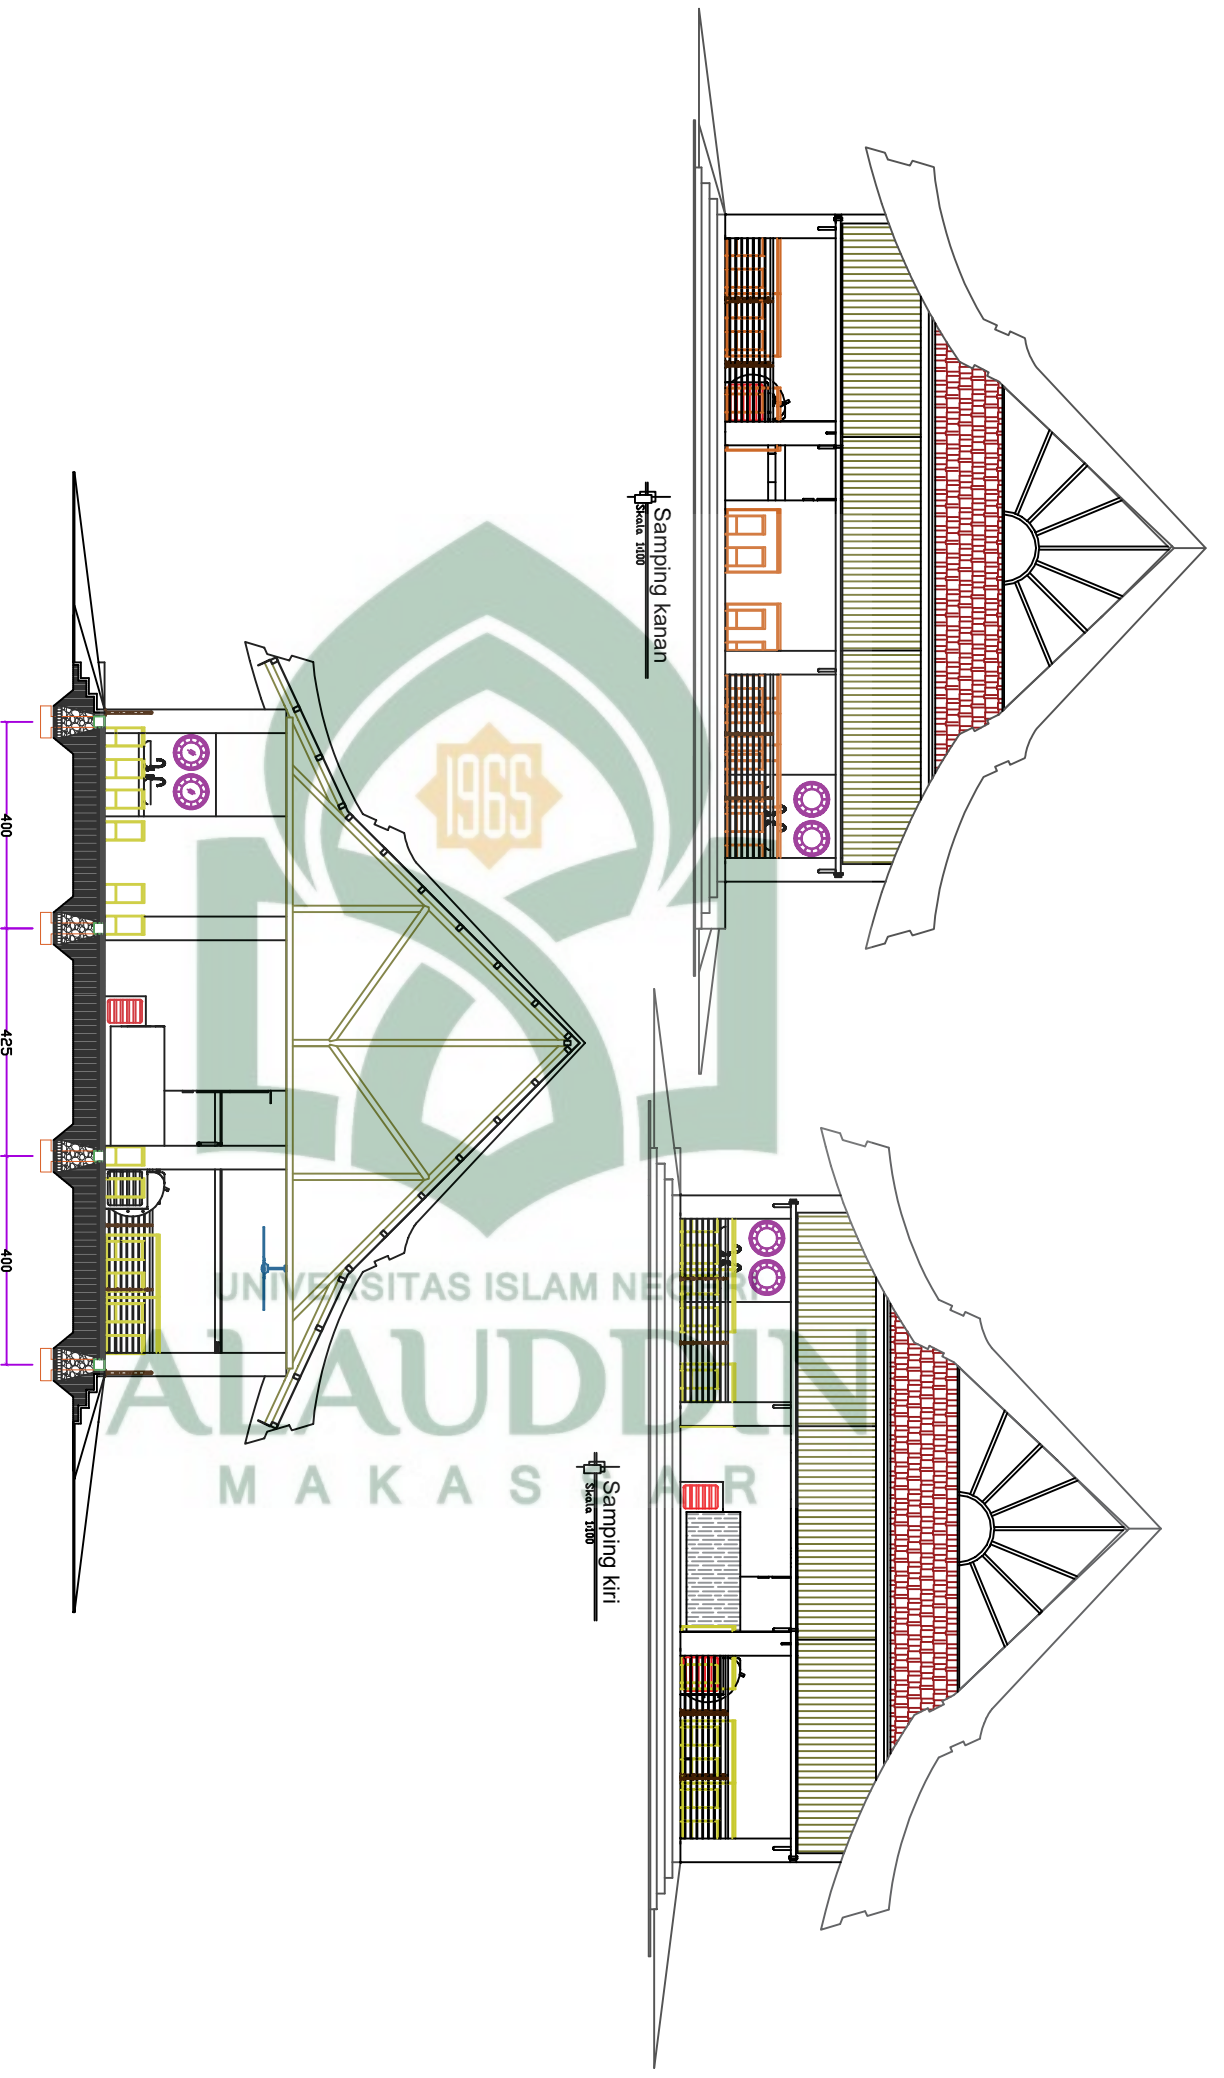 Samping kanan
Skala 1:100
Samping kiri
Skala 1:100
400
425
400
1965
UNIVERSITAS ISLAM NEGERI
ALAUDDIN
MAKASSAR